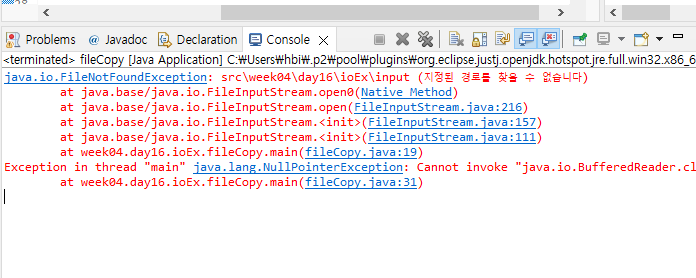 Problems @ Javadoc Declaration Console
<terminated> fileCopy [Java Application] C:₩Users₩hbi₩.p2₩pool₩plugins₩org.eclipse.justj.openjdk.hotspot.jre.full.win32.x86_6
java.io.FileNotFoundException: src\week04\day16\ioEx\input (지정된 경로를 찾을 수 없습니다)
at java.base/java.io.FileInputStream.open0(Native Method)
at java.base/java.io.FileInputStream.open(FileInputStream.java:216)
at java.base/java.io.FileInputStream.<init>(FileInputStream.java:157)
at java.base/java.io.FileInputStream.<init>(FileInputStream.java:111)
at week04.day16.ioEx.fileCopy.main(fileCopy.java:19)
Exception in thread "main" java.lang.NullPointerException: Cannot invoke "java.io.BufferedReader.cl
at week04.day16.ioEx.fileCopy.main(fileCopy.java:31)